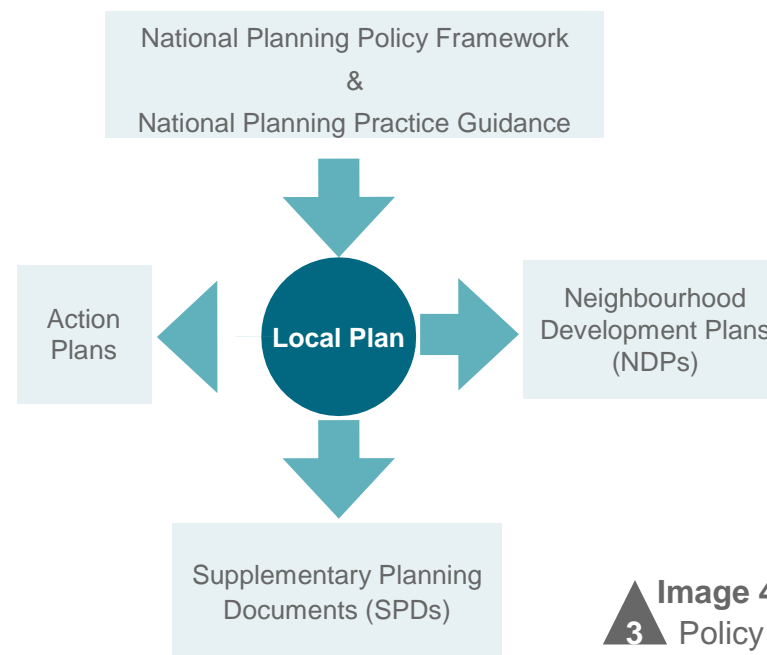 National Planning Policy Framework
&
National Planning Practice Guidance
Action
Plans
Local Plan
Neighbourhood
Development Plans
(NDPs)
Supplementary Planning
Documents (SPDs)
Image 4
3 Policy